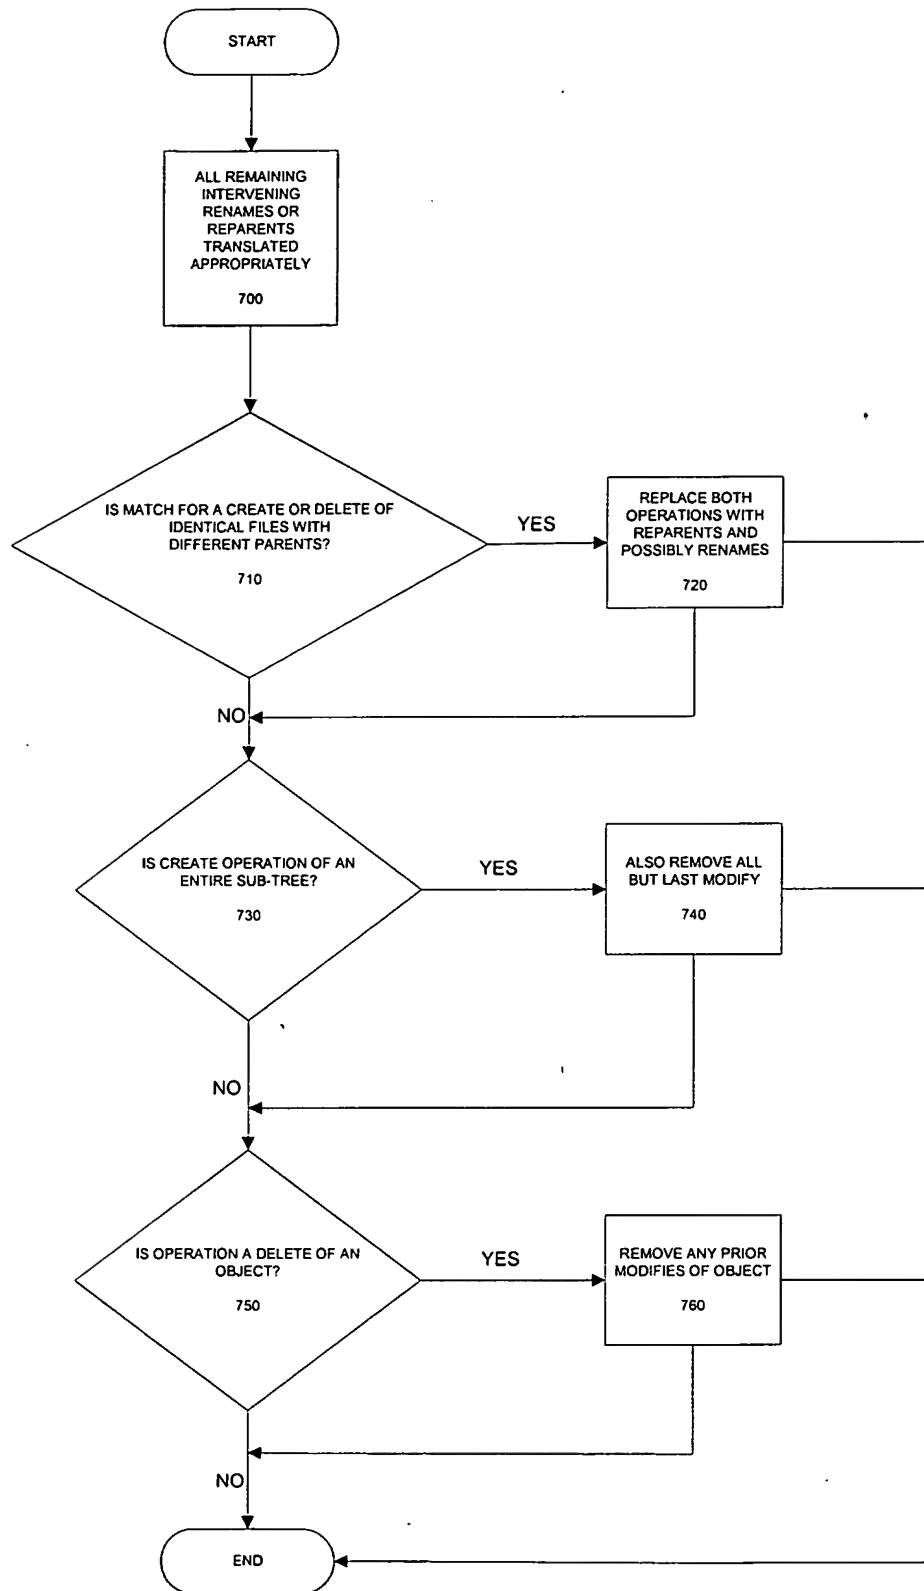 START
ALL REMAINING
INTERVENING
RENAMES OR
REPARENTS
TRANSLATED
APPROPRIATELY
700
IS MATCH FOR A CREATE OR DELETE OF
IDENTICAL FILES WITH
DIFFERENT PARENTS?
710
YES
REPLACE BOTH
OPERATIONS WITH
REPARENTS AND
POSSIBLY RENAMES
720
NO
IS CREATE OPERATION OF AN
ENTIRE SUB-TREE?
730
YES
ALSO REMOVE ALL
BUT LAST MODIFY
740
NO
IS OPERATION A DELETE OF AN
OBJECT?
750
YES
REMOVE ANY PRIOR
MODIFIES OF OBJECT
760
NO
END